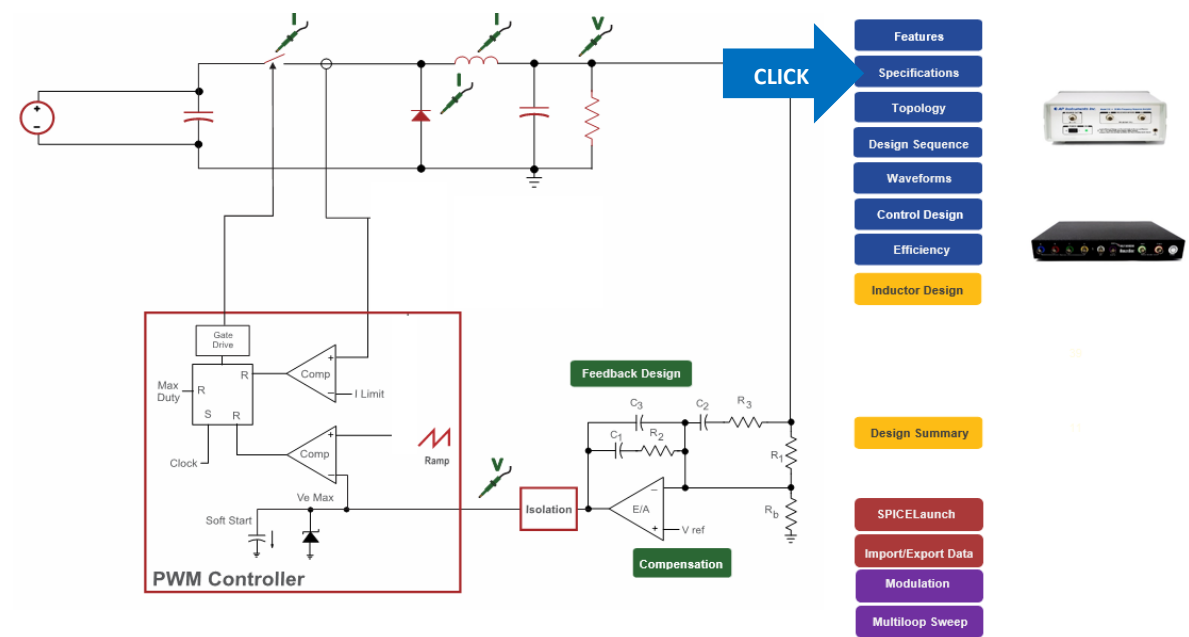 I
I
V
I
+
−
CLICK
Features
Specifications
Topology
Design Sequence
Waveforms
Control Design
Efficiency
Inductor Design
Design Summary
SPICELaunch
Import/Export Data
Modulation
Multiloop Sweep
Gate
Drive
Max
Duty
R
R
S
R
Clock
+
Comp
−
I Limit
+
Comp
−
Ramp
Ve Max
Soft Start
PWM Controller
V
Isolation
Feedback Design
C3
C2
R3
C1
R2
R1
−
E/A
+
V ref
Rb
Compensation